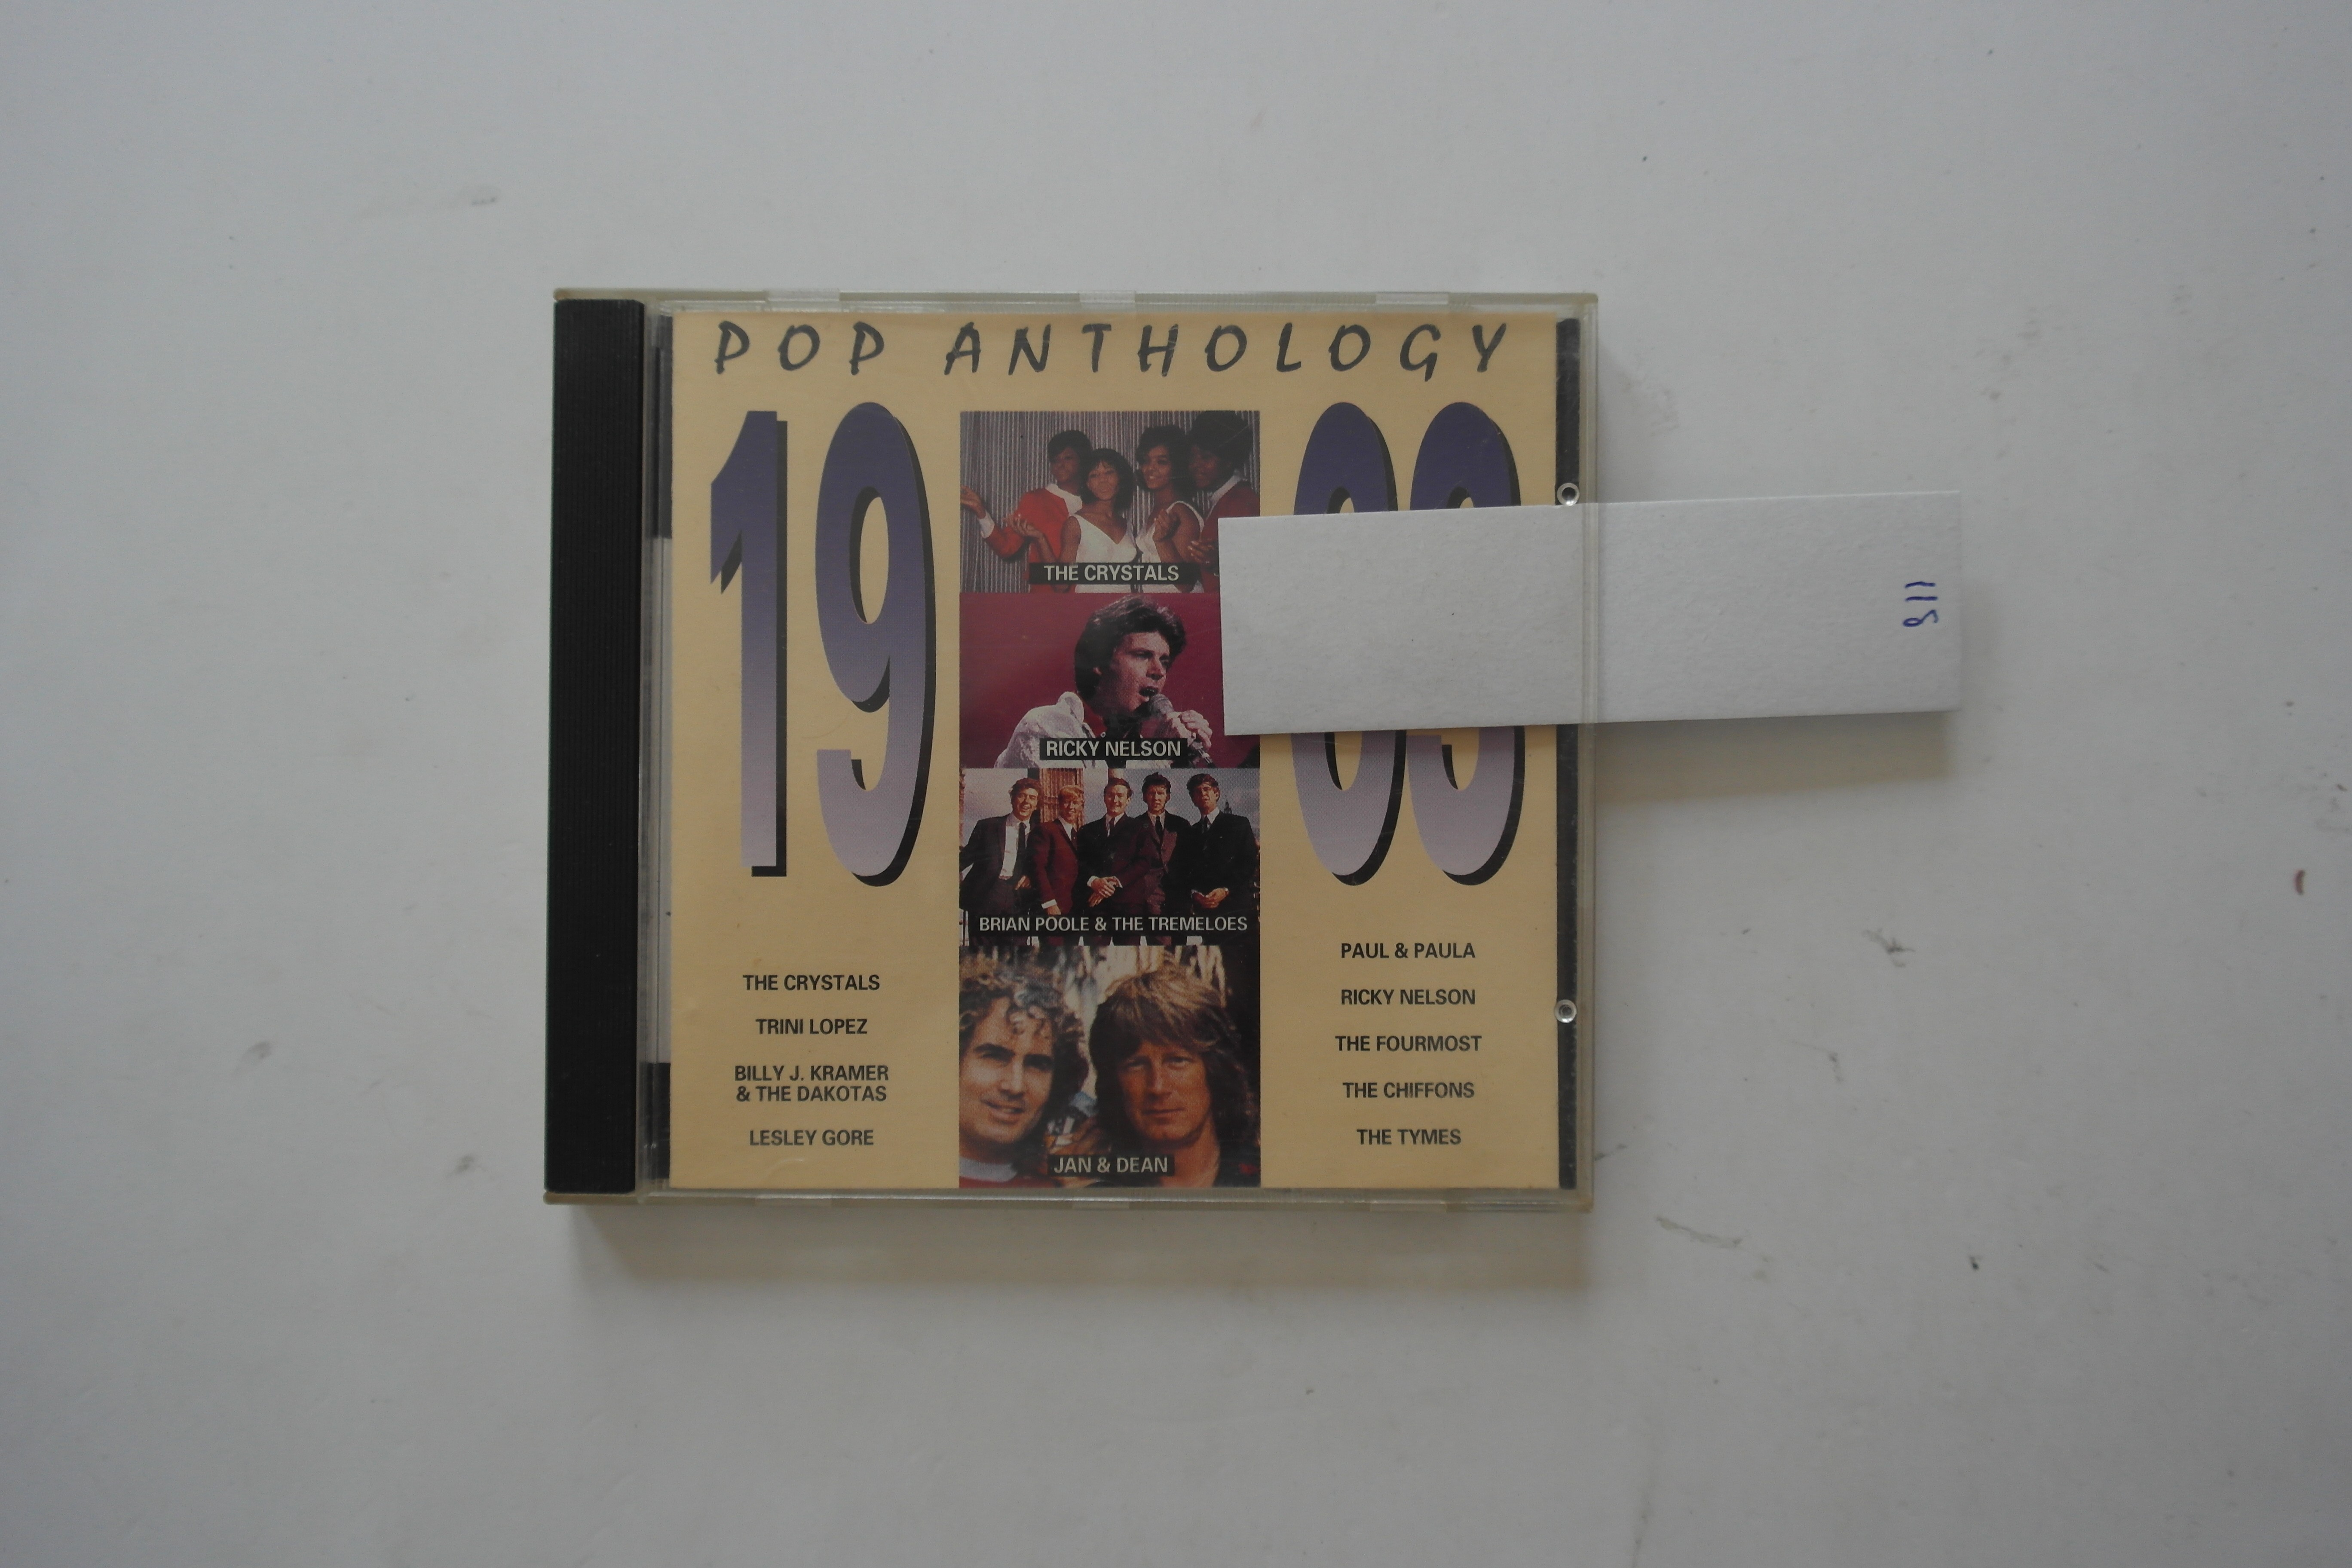 POP ANTHOLOGY
19
THE CRYSTALS
RICKY NELSON
BRIAN POOLE & THE TREMELOES
JAN & DEAN
THE CRYSTALS
TRINI LOPEZ
BILLY J. KRAMER
& THE DAKOTAS
LESLEY GORE
PAUL & PAULA
RICKY NELSON
THE FOURMOST
THE CHIFFONS
THE TYMES